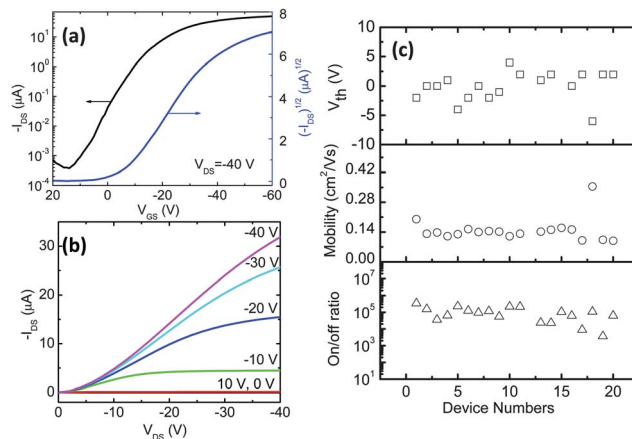 (a)
-I_DS (µA)
10^1
10^0
10^-1
10^-2
10^-3
10^-4
8
7
6
5
4
3
2
1
0
(-I_DS)^1/2 (µA)^1/2
V_DS=-40 V
20 0 -20 -40 -60
V_GS (V)
(b)
-I_DS (µA)
30
20
10
0
-40 V
-30 V
-20 V
-10 V
10 V, 0 V
0 -10 -20 -30 -40
V_DS (V)
(c)
V_th (V)
10
5
0
-5
-10
Mobility (cm²/Vs)
0.42
0.28
0.14
0.00
On/off ratio
10^7
10^5
10^3
10^1
0 5 10 15 20
Device Numbers